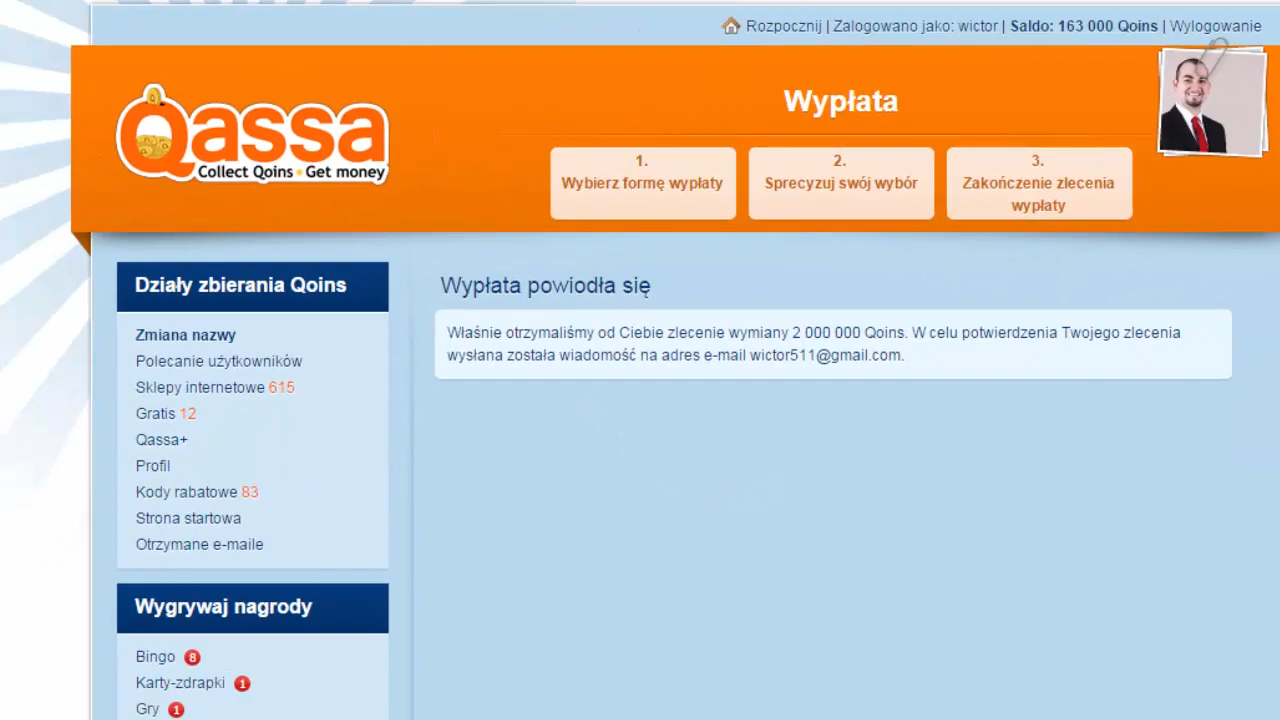 Rozpocznij | Zalogowano jako: wictor | Saldo: 163 000 Qoins | Wylogowanie
Qassa
Collect Qoins • Get money
Wypłata
1.
Wybierz formę wypłaty
2.
Sprecyzuj swój wybór
3.
Zakończenie zlecenia
wypłaty
Działy zbierania Qoins
Zmiana nazwy
Polecanie użytkowników
Sklepy internetowe 615
Gratis 12
Qassa+
Profil
Kody rabatowe 83
Strona startowa
Otrzymane e-maile
Wygrywaj nagrody
Bingo 8
Karty-zdrapki 1
Gry 1
Wypłata powiodła się
Właśnie otrzymaliśmy od Ciebie zlecenie wymiany 2 000 000 Qoins. W celu potwierdzenia Twojego zlecenia
wysłana została wiadomość na adres e-mail wictor511@gmail.com.